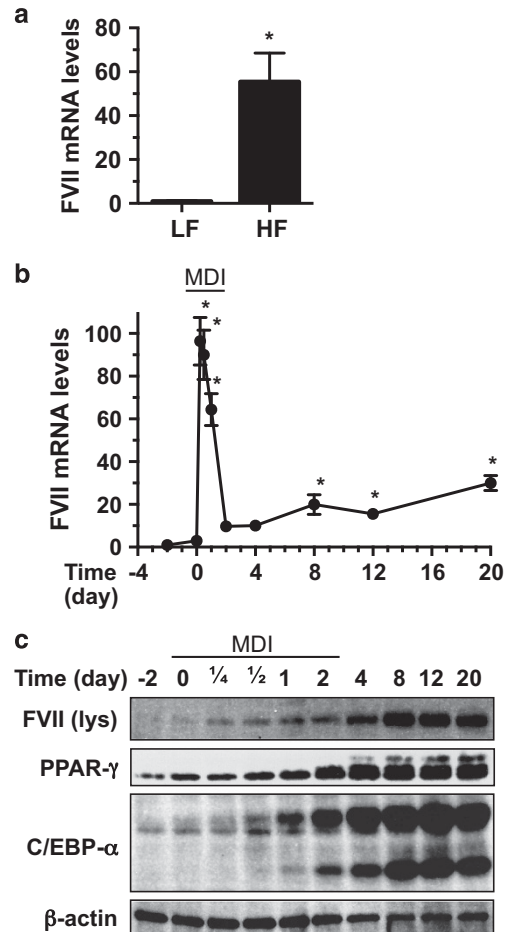 a
FVII mRNA levels
80
60
40
20
0
*
LF HF
b
MDI
FVII mRNA levels
100
80
60
40
20
0
* * * * * *
Time (day) -4 0 4 8 12 16 20
c
MDI
Time (day) -2 0 ¼ ½ 1 2 4 8 12 20
FVII (lys)
PPAR-γ
C/EBP-α
β-actin